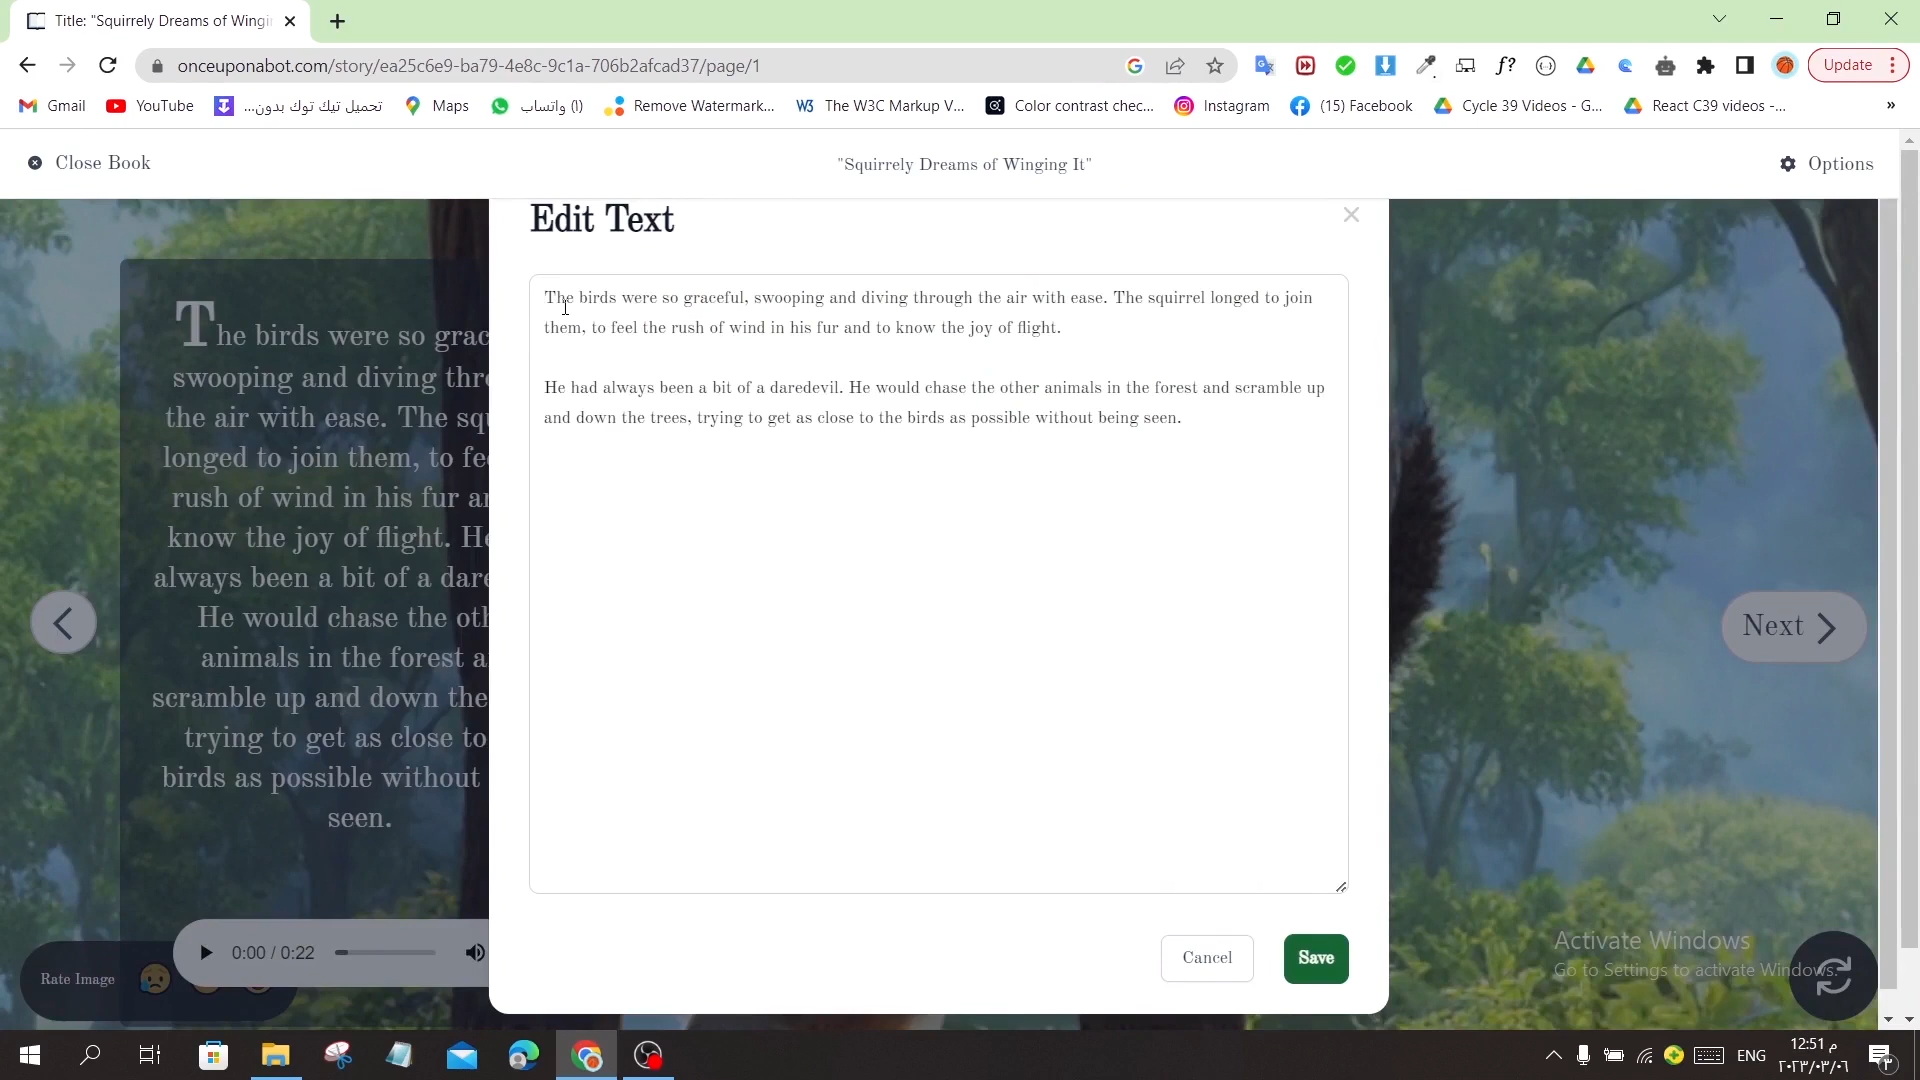 Title: "Squirrely Dreams of Wingi
onceuponabot.com/story/ea25c6e9-ba79-4e8c-9c1a-706b2afcad37/page/1
Update
Gmail
YouTube
تحميل تيك توك بدون...
Maps
(۱) واتساب
Remove Watermark...
The W3C Markup V...
Color contrast chec...
Instagram
(15) Facebook
Cycle 39 Videos - G...
React C39 videos -...
»
Close Book
"Squirrely Dreams of Winging It"
Options
Edit Text
The birds were so graceful, swooping and diving through the air with ease. The squirrel longed to join
them, to feel the rush of wind in his fur and to know the joy of flight.
He had always been a bit of a daredevil. He would chase the other animals in the forest and scramble up
and down the trees, trying to get as close to the birds as possible without being seen.
The birds were so grac
swooping and diving thr
the air with ease. The squ
longed to join them, to fe
rush of wind in his fur a
know the joy of flight. He
always been a bit of a dare
He would chase the oth
animals in the forest a
scramble up and down the
trying to get as close to
birds as possible without
seen.
Next
0:00 / 0:22
Rate Image
Cancel
Save
Activate Windows
Go to Settings to activate Windows.
ENG
12:51 م
٢٠٢٣/٠٣/٠٦
٣